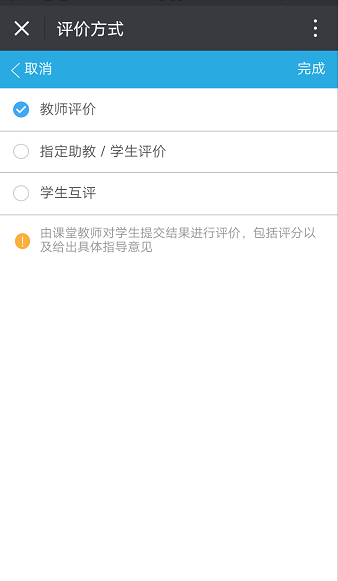 评价方式
取消
完成
教师评价
指定助教 / 学生评价
学生互评
由课堂教师对学生提交结果进行评价，包括评分以
及给出具体指导意见